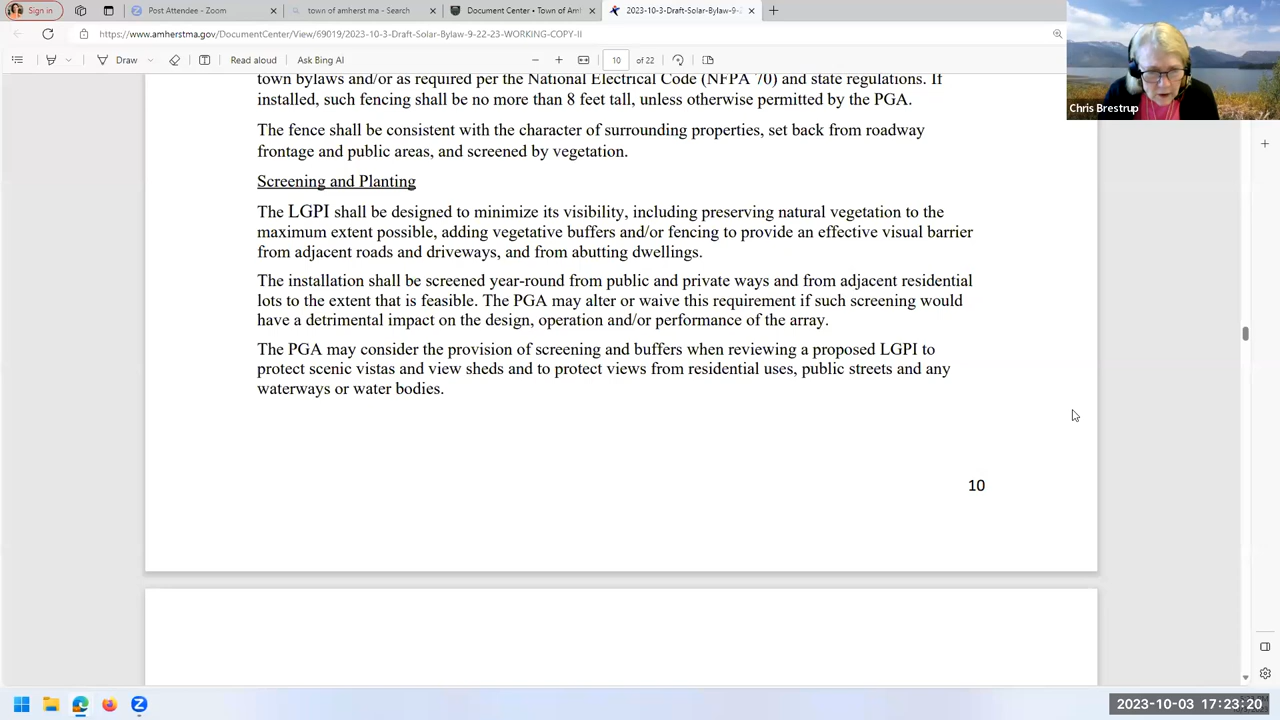 Sign in
Post Attendee - Zoom
town of amherst ma - Search
Document Center • Town of Aml
2023-10-3-Draft-Solar-Bylaw-9-2
https://www.amherstma.gov/DocumentCenter/View/69019/2023-10-3-Draft-Solar-Bylaw-9-22-23-WORKING-COPY-II
Draw
Read aloud
Ask Bing AI
10 of 22
Chris Brestrup
town bylaws and/or as required per the National Electrical Code (NFPA 70) and state regulations. If
installed, such fencing shall be no more than 8 feet tall, unless otherwise permitted by the PGA.
The fence shall be consistent with the character of surrounding properties, set back from roadway
frontage and public areas, and screened by vegetation.
Screening and Planting
The LGPI shall be designed to minimize its visibility, including preserving natural vegetation to the
maximum extent possible, adding vegetative buffers and/or fencing to provide an effective visual barrier
from adjacent roads and driveways, and from abutting dwellings.
The installation shall be screened year-round from public and private ways and from adjacent residential
lots to the extent that is feasible. The PGA may alter or waive this requirement if such screening would
have a detrimental impact on the design, operation and/or performance of the array.
The PGA may consider the provision of screening and buffers when reviewing a proposed LGPI to
protect scenic vistas and view sheds and to protect views from residential uses, public streets and any
waterways or water bodies.
10
2023-10-03 17:23:20